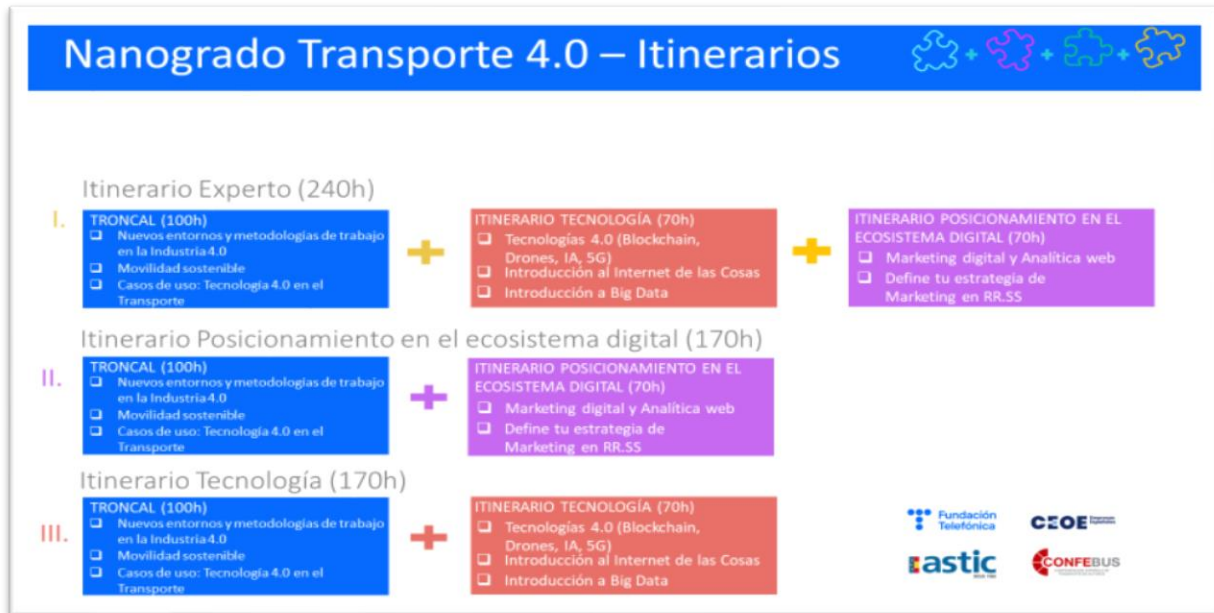 Nanogrado Transporte 4.0 – Itinerarios
Itinerario Experto (240h)
I.
TRONCAL (100h)
Nuevos entornos y metodologías de trabajo
en la Industria 4.0
Movilidad sostenible
Casos de uso: Tecnología 4.0 en el
Transporte
ITINERARIO TECNOLOGÍA (70h)
Tecnologías 4.0 (Blockchain,
Drones, IA, 5G)
Introducción al Internet de las Cosas
Introducción a Big Data
ITINERARIO POSICIONAMIENTO EN EL
ECOSISTEMA DIGITAL (70h)
Marketing digital y Analítica web
Define tu estrategia de
Marketing en RR.SS
Itinerario Posicionamiento en el ecosistema digital (170h)
II.
TRONCAL (100h)
Nuevos entornos y metodologías de trabajo
en la Industria 4.0
Movilidad sostenible
Casos de uso: Tecnología 4.0 en el
Transporte
ITINERARIO POSICIONAMIENTO EN EL
ECOSISTEMA DIGITAL (70h)
Marketing digital y Analítica web
Define tu estrategia de
Marketing en RR.SS
Itinerario Tecnología (170h)
III.
TRONCAL (100h)
Nuevos entornos y metodologías de trabajo
en la Industria 4.0
Movilidad sostenible
Casos de uso: Tecnología 4.0 en el
Transporte
ITINERARIO TECNOLOGÍA (70h)
Tecnologías 4.0 (Blockchain,
Drones, IA, 5G)
Introducción al Internet de las Cosas
Introducción a Big Data
Fundación
Telefónica
CEOE
Empresas
Españolas
astic
CONFEBUS